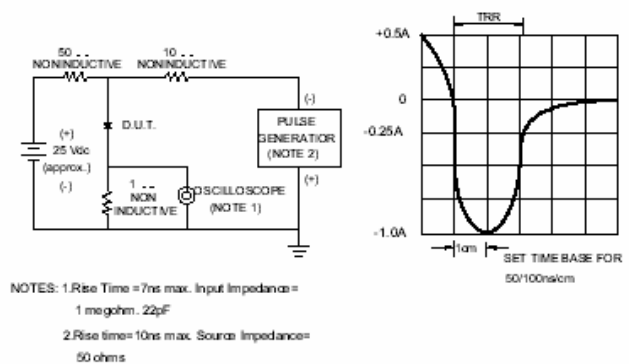 50 --
NONINDUCTIVE
10 --
NONINDUCTIVE
(+)
25 Vdc
(approx.)
(-)
D.U.T.
1 --
NON
INDUCTIVE
OSCILLOSCOPE
(NOTE 1)
(-)
PULSE
GENERATIOR
(NOTE 2)
(+)
TRR
+0.5A
0
-0.25A
-1.0A
1cm
SET TIME BASE FOR
50/100ns/cm
NOTES: 1.Rise Time =7ns max. Input Impedance=
1 megohm. 22pF
2.Rise time=10ns max. Source Impedance=
50 ohms